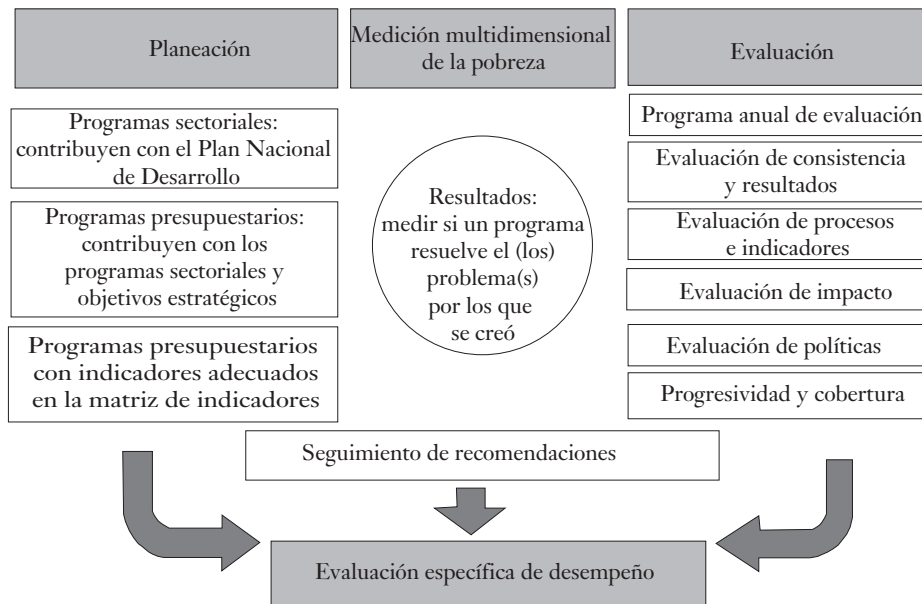 Planeación
Medición multidimensional
de la pobreza
Evaluación
Programas sectoriales:
contribuyen con el Plan Nacional
de Desarrollo
Programas presupuestarios:
contribuyen con los
programas sectoriales y
objetivos estratégicos
Programas presupuestarios
con indicadores adecuados
en la matriz de indicadores
Resultados:
medir si un programa
resuelve el (los)
problema(s)
por los que
se creó
Programa anual de evaluación
Evaluación de consistencia
y resultados
Evaluación de procesos
e indicadores
Evaluación de impacto
Evaluación de políticas
Progresividad y cobertura
Seguimiento de recomendaciones
Evaluación específica de desempeño